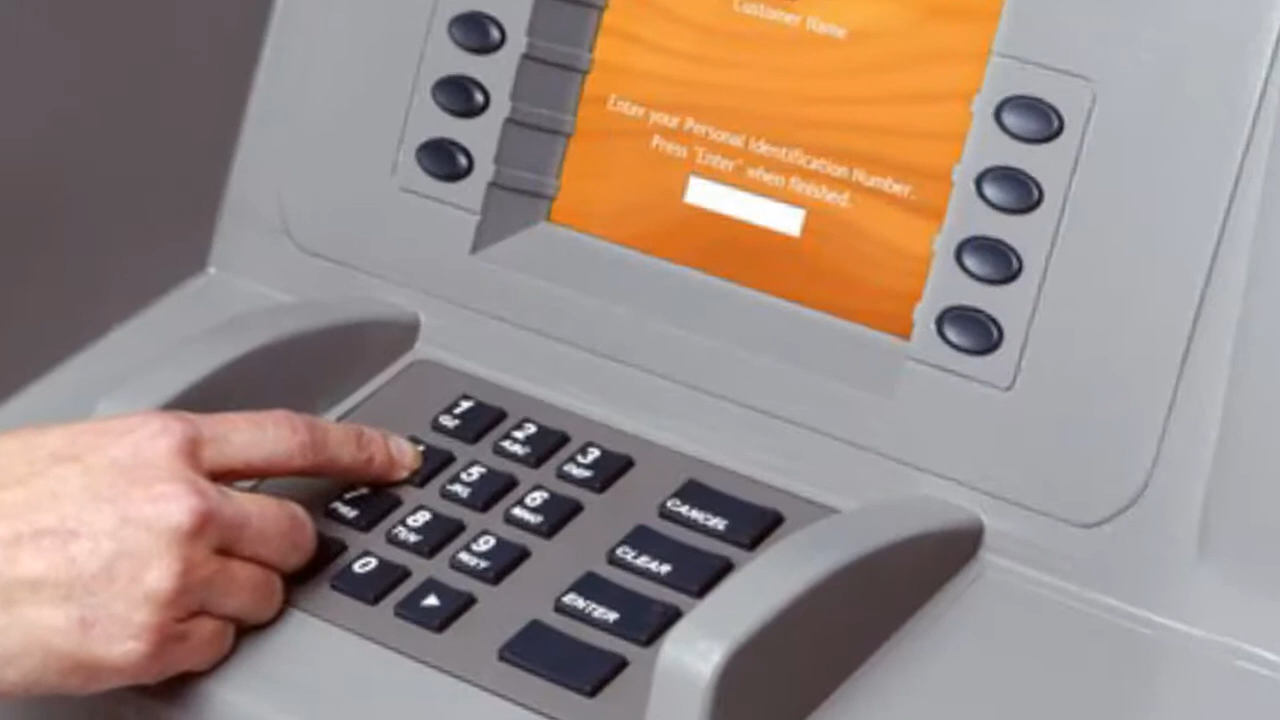 Customer Name
Enter your Personal Identification Number.
Press "Enter" when finished.
1
QZ
2
ABC
3
DEF
5
JKL
6
MNO
7
PRS
8
TUV
9
WXY
0
CANCEL
CLEAR
ENTER